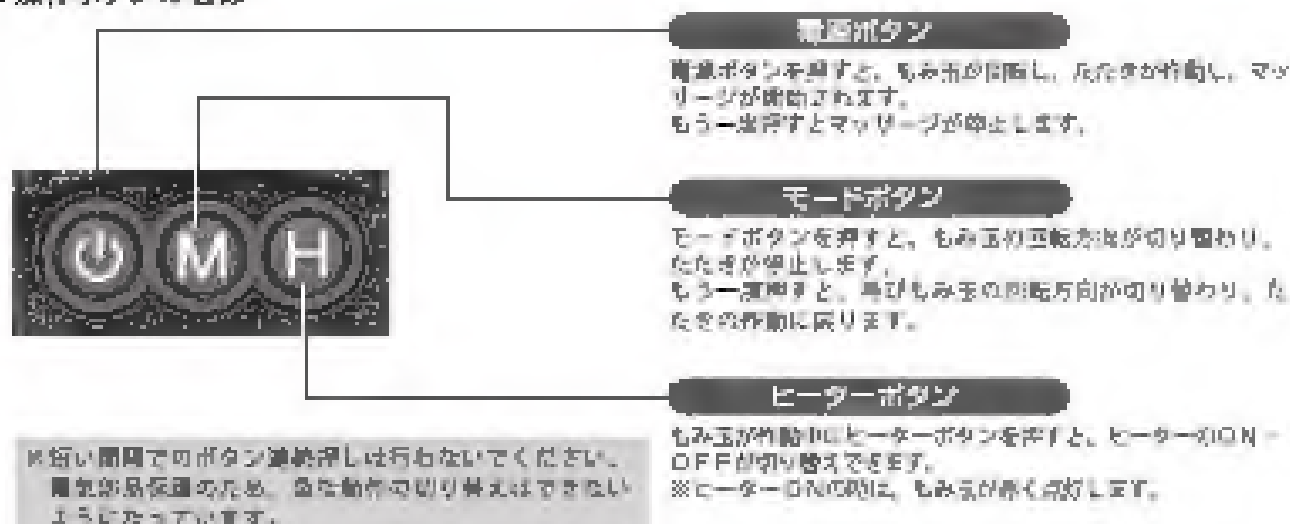 電源ボタン
電源ボタンを押すと、もみ玉が回転し、たたきが作動し、マッ
サージが開始されます。
もう一度押すとマッサージが停止します。
モードボタン
モードボタンを押すと、もみ玉の回転方向が切り替わり、
たたきが停止します。
もう一度押すと、再びもみ玉の回転方向が切り替わり、た
たきの作動に戻ります。
M H
ヒーターボタン
もみ玉が作動中にヒーターボタンを押すと、ヒーターのON・
OFFが切り替えできます。
※ヒーターONの時は、もみ玉が赤く点灯します。
※短い間隔でのボタン連続押しは行わないでください。
電気部品保護のため、急な動作の切り替えはできない
ようになっています。